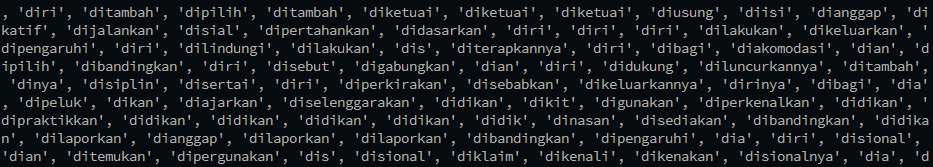 , 'diri', 'ditambah', 'dipilih', 'ditambah', 'diketuai', 'diketuai', 'diketuai', 'diusung', 'diisi', 'dianggap', 'di
katif', 'dijalankan', 'disial', 'dipertahankan', 'didasarkan', 'diri', 'diri', 'diri', 'dilakukan', 'dikeluarkan',
dipengaruhi', 'diri', 'dilindungi', 'dilakukan', 'dis', 'diterapkannya', 'diri', 'dibagi', 'diakomodasi', 'dian', 'd
ipilih', 'dibandingkan', 'diri', 'disebut', 'digabungkan', 'dian', 'diri', 'didukung', 'diluncurkannya', 'ditambah',
'dinya', 'disiplin', 'disertai', 'diri', 'diperkirakan', 'disebabkan', 'dikeluarkannya', 'dirinya', 'dibagi', 'dia'
, 'dipeluk', 'dikan', 'diajarkan', 'diselenggarakan', 'didikan', 'dikit', 'digunakan', 'diperkenalkan', 'didikan', '
dipraktikkan', 'didikan', 'didikan', 'didikan', 'didikan', 'didik', 'dinasan', 'disediakan', 'dibandingkan', 'didika
n', 'dilaporkan', 'dianggap', 'dilaporkan', 'dilaporkan', 'dibandingkan', 'dipengaruhi', 'dia', 'diri', 'disional',
'dian', 'ditemukan', 'dipergunakan', 'dis', 'disional', 'diklaim', 'dikenali', 'dikenakan', 'disionalnya', 'dia', 'd